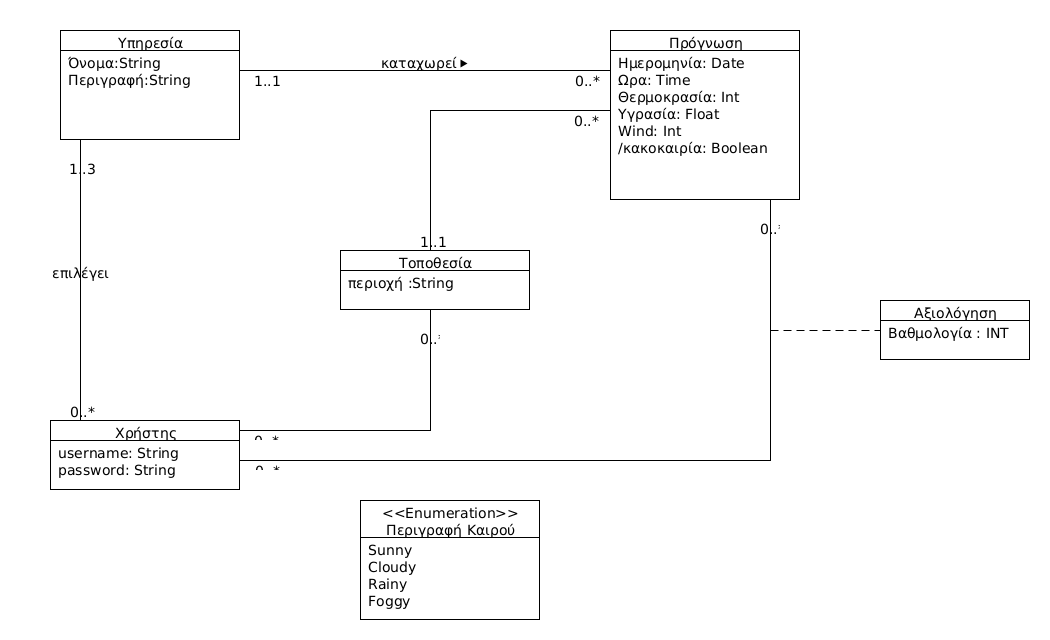 Υπηρεσία
Όνομα:String
Περιγραφή:String
1..1
καταχωρεί ▶
0..*
Πρόγνωση
Ημερομηνία: Date
Ωρα: Time
Θερμοκρασία: Int
Υγρασία: Float
Wind: Int
/κακοκαιρία: Boolean
0..*
1..3
0..*
1..1
Τοποθεσία
περιοχή :String
επιλέγει
Αξιολόγηση
Βαθμολογία : INT
0..*
0..*
Χρήστης
username: String
password: String
0..*
0..*
<<Enumeration>>
Περιγραφή Καιρού
Sunny
Cloudy
Rainy
Foggy